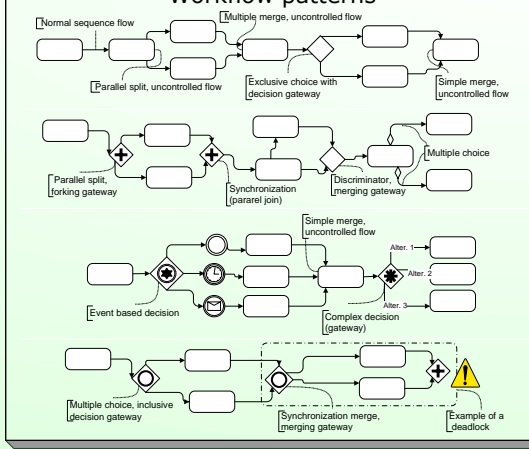 Workflow patterns
Normal sequence flow
Multiple merge, uncontrolled flow
Parallel split, uncontrolled flow
Exclusive choice with
decision gateway
Simple merge,
uncontrolled flow
Parallel split,
forking gateway
Synchronization
(pararel join)
Discriminator,
merging gateway
Multiple choice
Simple merge,
uncontrolled flow
Event based decision
Alter. 1
Alter. 2
Alter. 3
Complex decision
(gateway)
Multiple choice, inclusive
decision gateway
Synchronization merge,
merging gateway
Example of a
deadlock